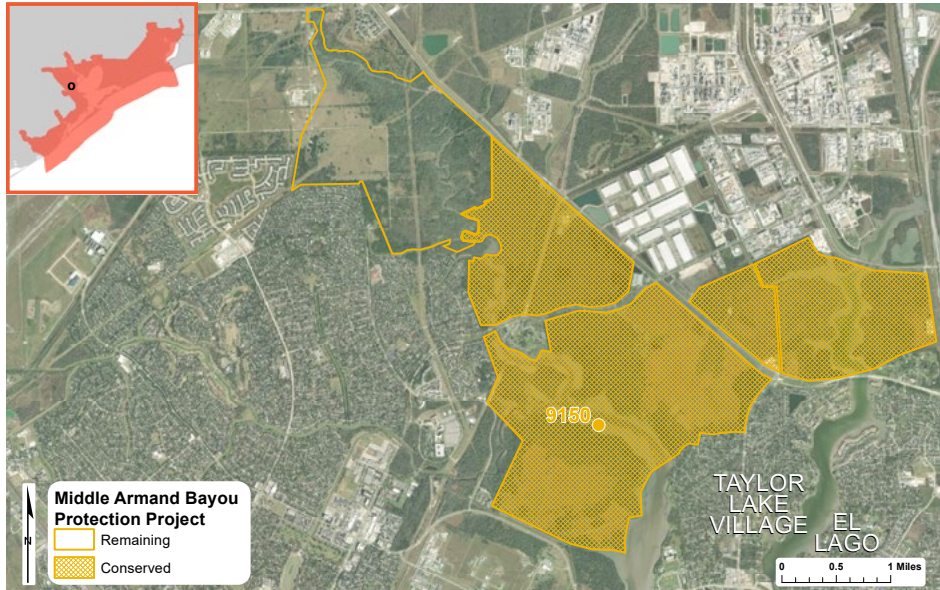 9150
TAYLOR
LAKE
VILLAGE
EL
LAGO
N
Middle Armand Bayou
Protection Project
Remaining
Conserved
0 0.5 1 Miles